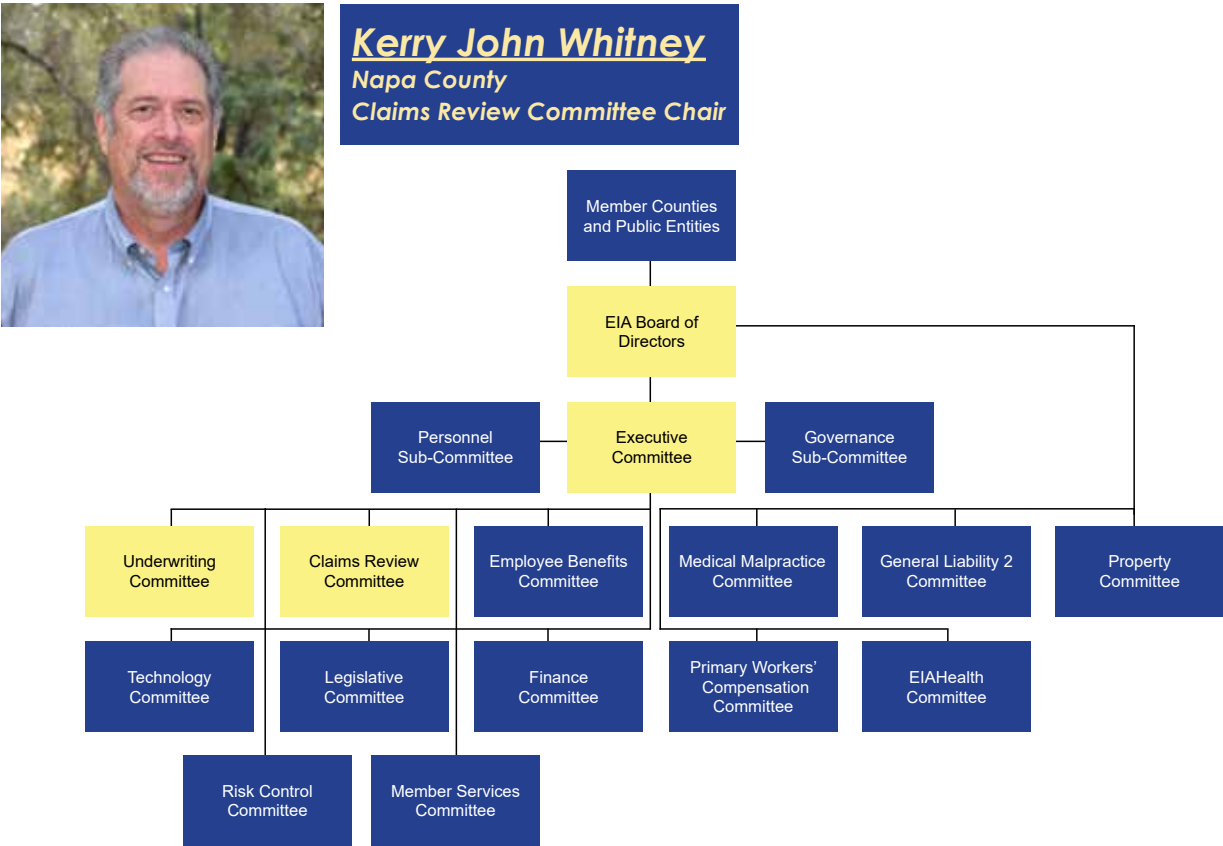 Kerry John Whitney
Napa County
Claims Review Committee Chair
Member Counties
and Public Entities
EIA Board of
Directors
Personnel
Sub-Committee
Executive
Committee
Governance
Sub-Committee
Underwriting
Committee
Claims Review
Committee
Employee Benefits
Committee
Medical Malpractice
Committee
General Liability 2
Committee
Property
Committee
Technology
Committee
Legislative
Committee
Finance
Committee
Primary Workers’
Compensation
Committee
EIAHealth
Committee
Risk Control
Committee
Member Services
Committee